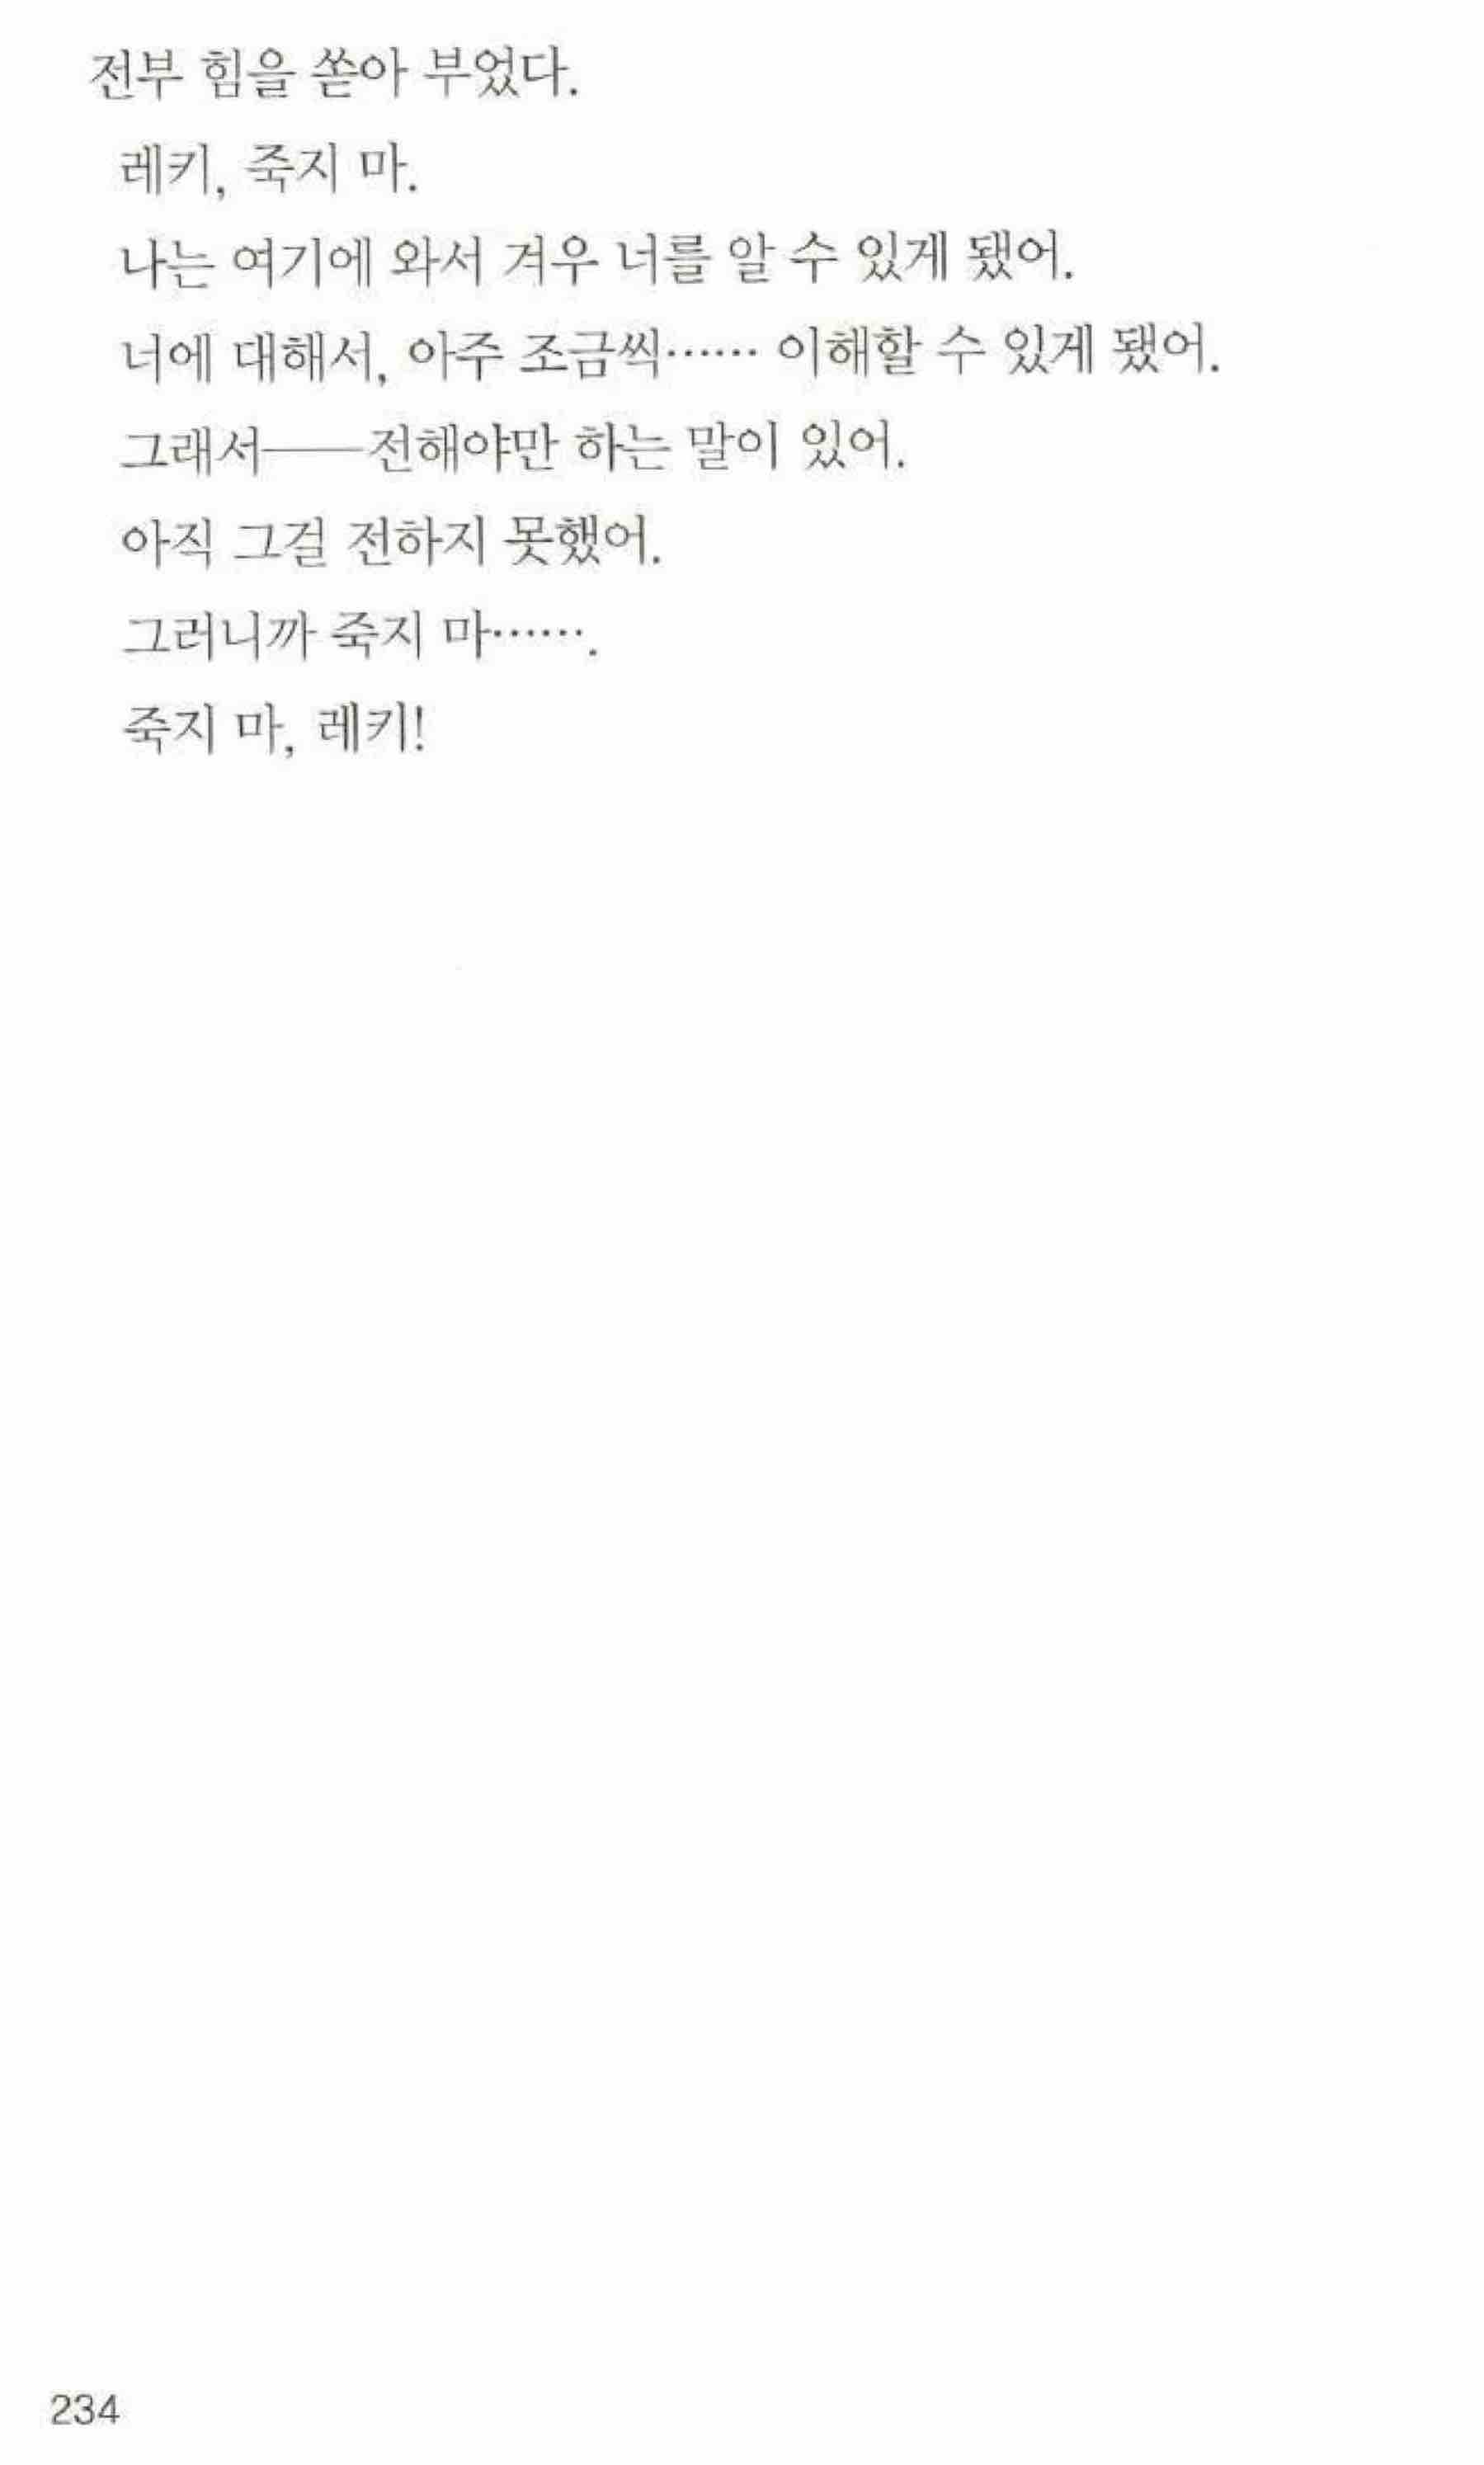 전부 힘을 쏟아 부었다.
레키, 죽지 마.
나는 여기에 와서 겨우 너를 알 수 있게 됐어.
너에 대해서, 아주 조금씩…… 이해할 수 있게 됐어.
그래서──전해야만 하는 말이 있어.
아직 그걸 전하지 못했어.
그러니까 죽지 마…….
죽지 마, 레키!
234